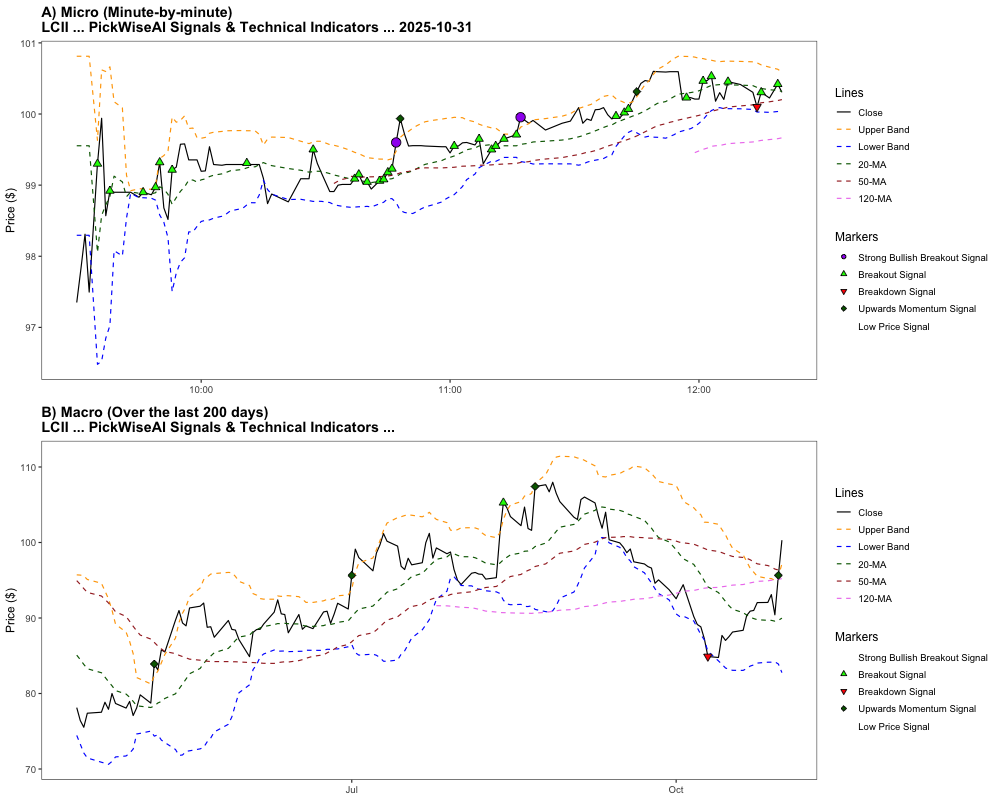 A) Micro (Minute-by-minute)
LCII ... PickWiseAI Signals & Technical Indicators ... 2025-10-31
Price ($)
101
100
99
98
97
10:00
11:00
12:00
Lines
Close
Upper Band
Lower Band
20-MA
50-MA
120-MA
Markers
Strong Bullish Breakout Signal
Breakout Signal
Breakdown Signal
Upwards Momentum Signal
Low Price Signal
B) Macro (Over the last 200 days)
LCII ... PickWiseAI Signals & Technical Indicators ...
Price ($)
110
100
90
80
70
Jul
Oct
Lines
Close
Upper Band
Lower Band
20-MA
50-MA
120-MA
Markers
Strong Bullish Breakout Signal
Breakout Signal
Breakdown Signal
Upwards Momentum Signal
Low Price Signal